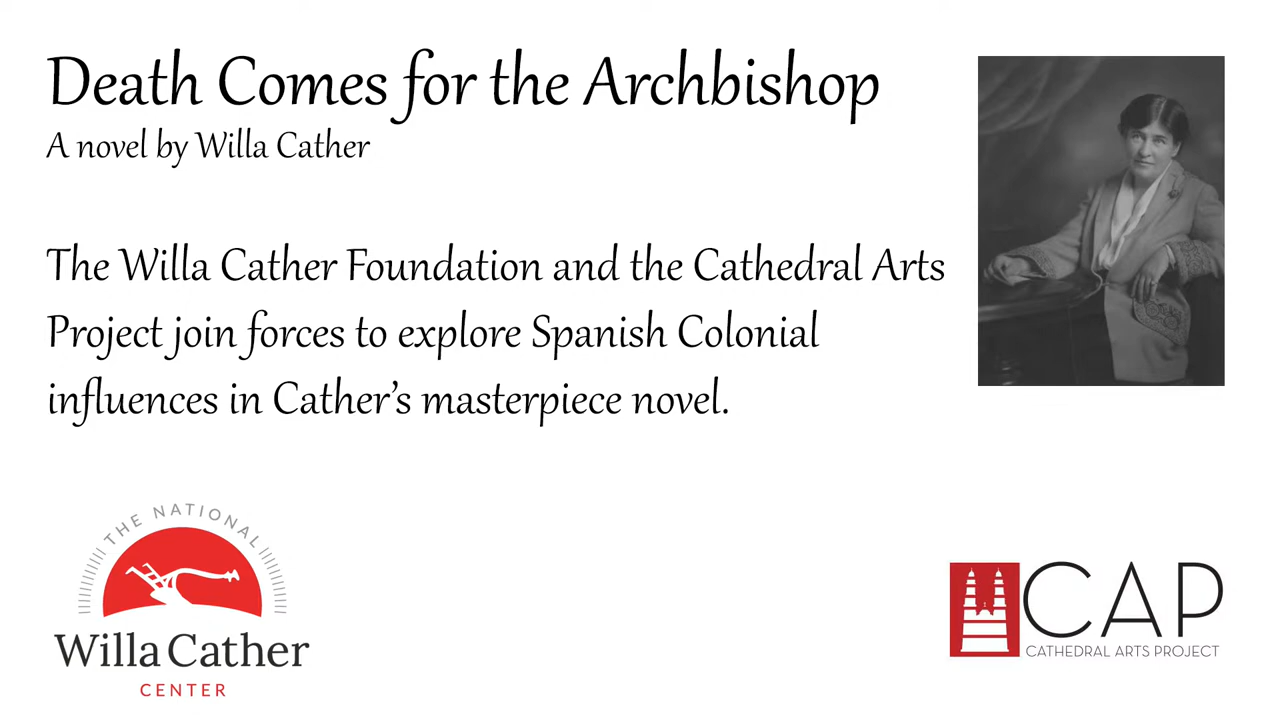 Death Comes for the Archbishop
A novel by Willa Cather
The Willa Cather Foundation and the Cathedral Arts
Project join forces to explore Spanish Colonial
influences in Cather’s masterpiece novel.
THE NATIONAL
Willa Cather
CENTER
CAP
CATHEDRAL ARTS PROJECT